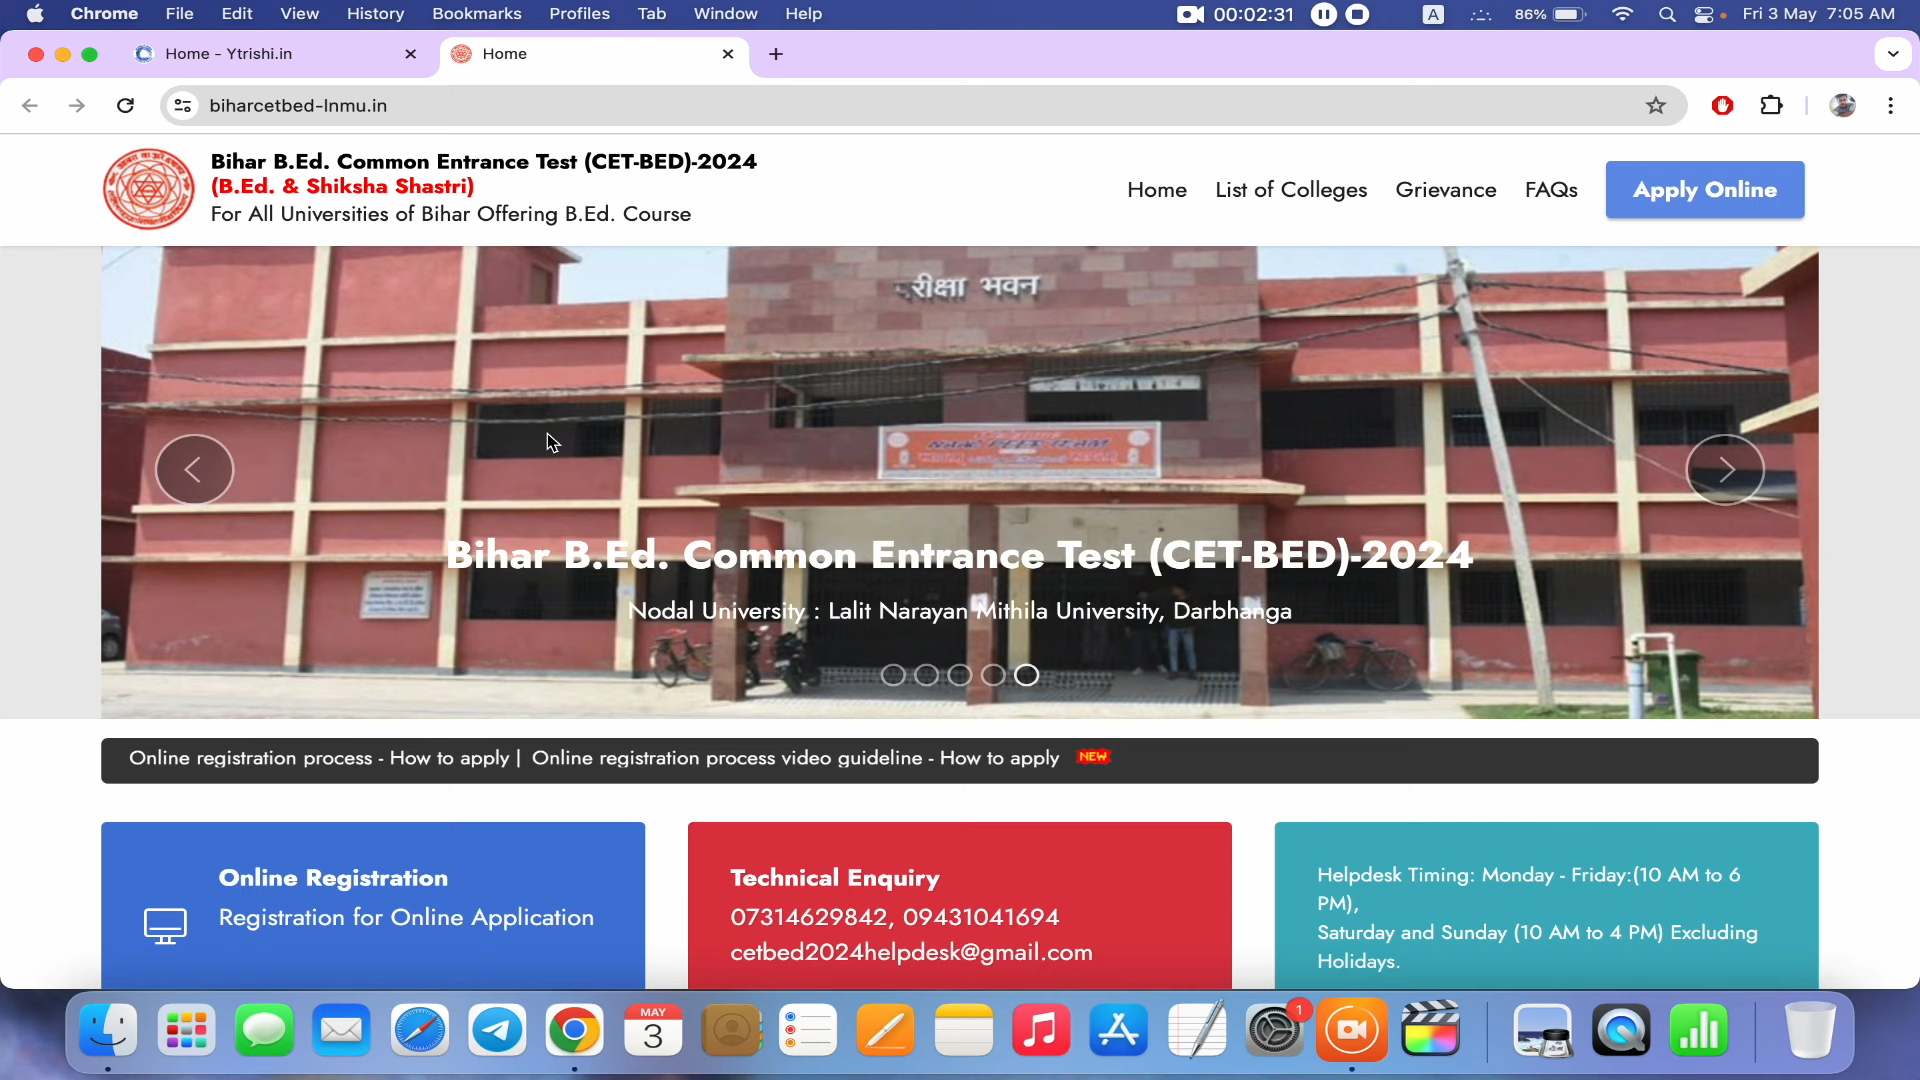 Chrome File Edit View History Bookmarks Profiles Tab Window Help 00:02:31 A 86% Fri 3 May 7:05 AM
Home - Ytrishi.in
Home
biharcetbed-lnmu.in
Bihar B.Ed. Common Entrance Test (CET-BED)-2024
(B.Ed. & Shiksha Shastri)
For All Universities of Bihar Offering B.Ed. Course
Home List of Colleges Grievance FAQs Apply Online
परीक्षा भवन
NAAC PEER TEAM
Bihar B.Ed. Common Entrance Test (CET-BED)-2024
Nodal University : Lalit Narayan Mithila University, Darbhanga
Online registration process - How to apply | Online registration process video guideline - How to apply NEW
Online Registration
Registration for Online Application
Technical Enquiry
07314629842, 09431041694
cetbed2024helpdesk@gmail.com
Helpdesk Timing: Monday - Friday:(10 AM to 6
PM),
Saturday and Sunday (10 AM to 4 PM) Excluding
Holidays.
MAY
3
1